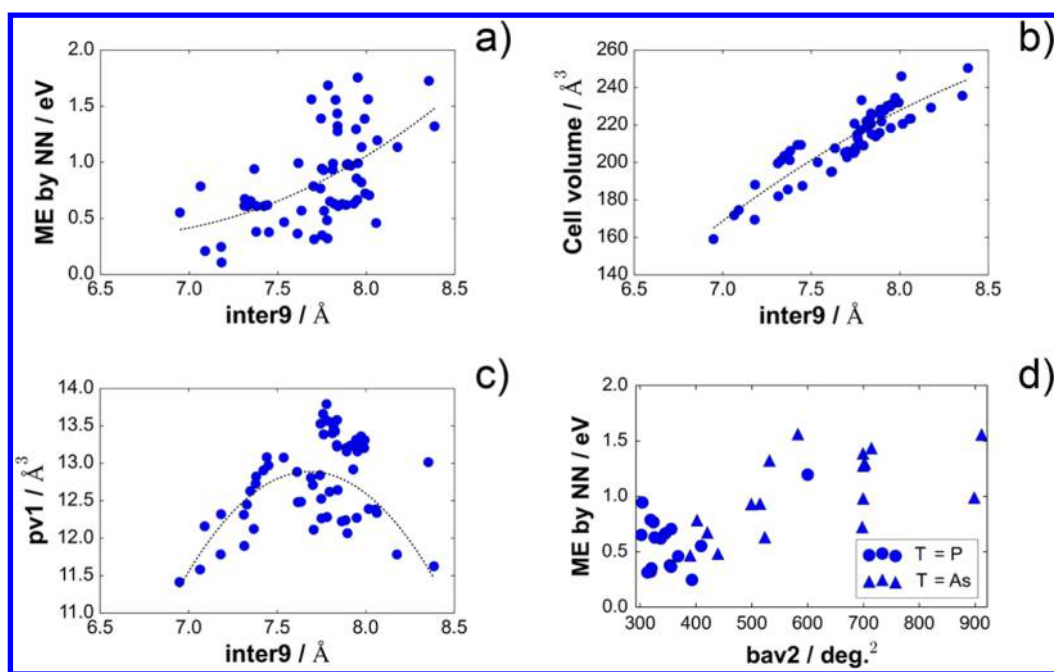 a)
2.0
1.5
1.0
0.5
0.0
ME by NN / eV
6.5 7.0 7.5 8.0 8.5
inter9 / Å
b)
260
240
220
200
180
160
140
Cell volume / Å³
6.5 7.0 7.5 8.0 8.5
inter9 / Å
c)
14.0
13.5
13.0
12.5
12.0
11.5
11.0
pv1 / Å³
6.5 7.0 7.5 8.0 8.5
inter9 / Å
d)
2.0
1.5
1.0
0.5
0.0
ME by NN / eV
T = P
T = As
300 400 500 600 700 800 900
bav2 / deg.²